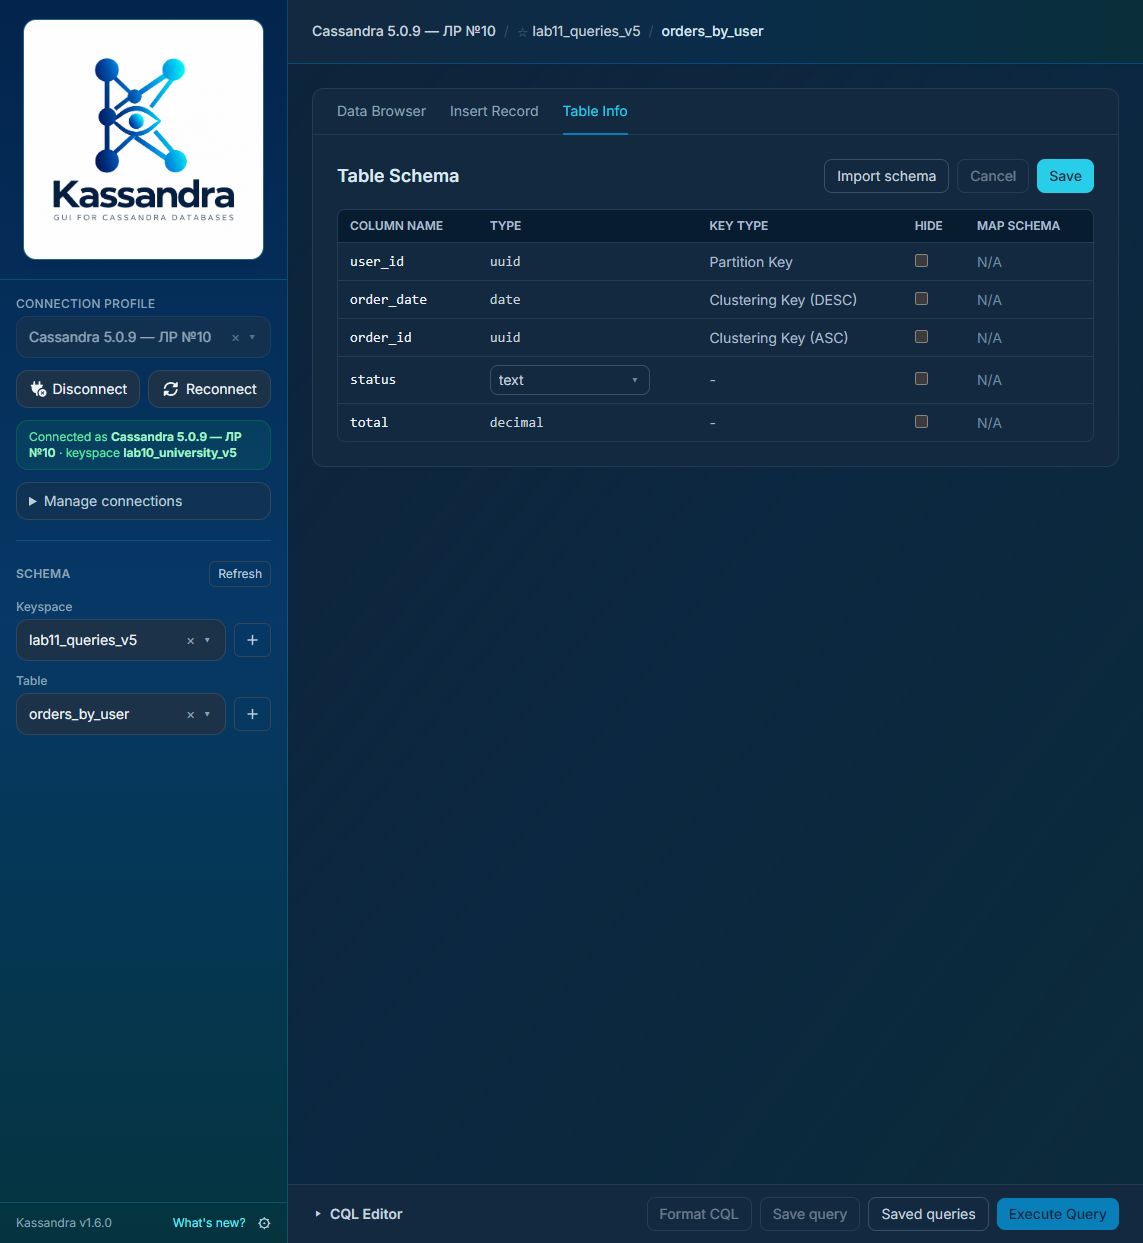 Kassandra
GUI FOR CASSANDRA DATABASES
CONNECTION PROFILE
Cassandra 5.0.9 — ЛР №10
Disconnect
Reconnect
Connected as Cassandra 5.0.9 — ЛР
№10 · keyspace lab10_university_v5
Manage connections
SCHEMA
Refresh
Keyspace
lab11_queries_v5
Table
orders_by_user
Kassandra v1.6.0
What's new?
Cassandra 5.0.9 — ЛР №10 / ☆ lab11_queries_v5 / orders_by_user
Data Browser Insert Record Table Info
Table Schema
Import schema Cancel Save
COLUMN NAME TYPE KEY TYPE HIDE MAP SCHEMA
user_id uuid Partition Key N/A
order_date date Clustering Key (DESC) N/A
order_id uuid Clustering Key (ASC) N/A
status text - N/A
total decimal - N/A
CQL Editor
Format CQL Save query Saved queries Execute Query